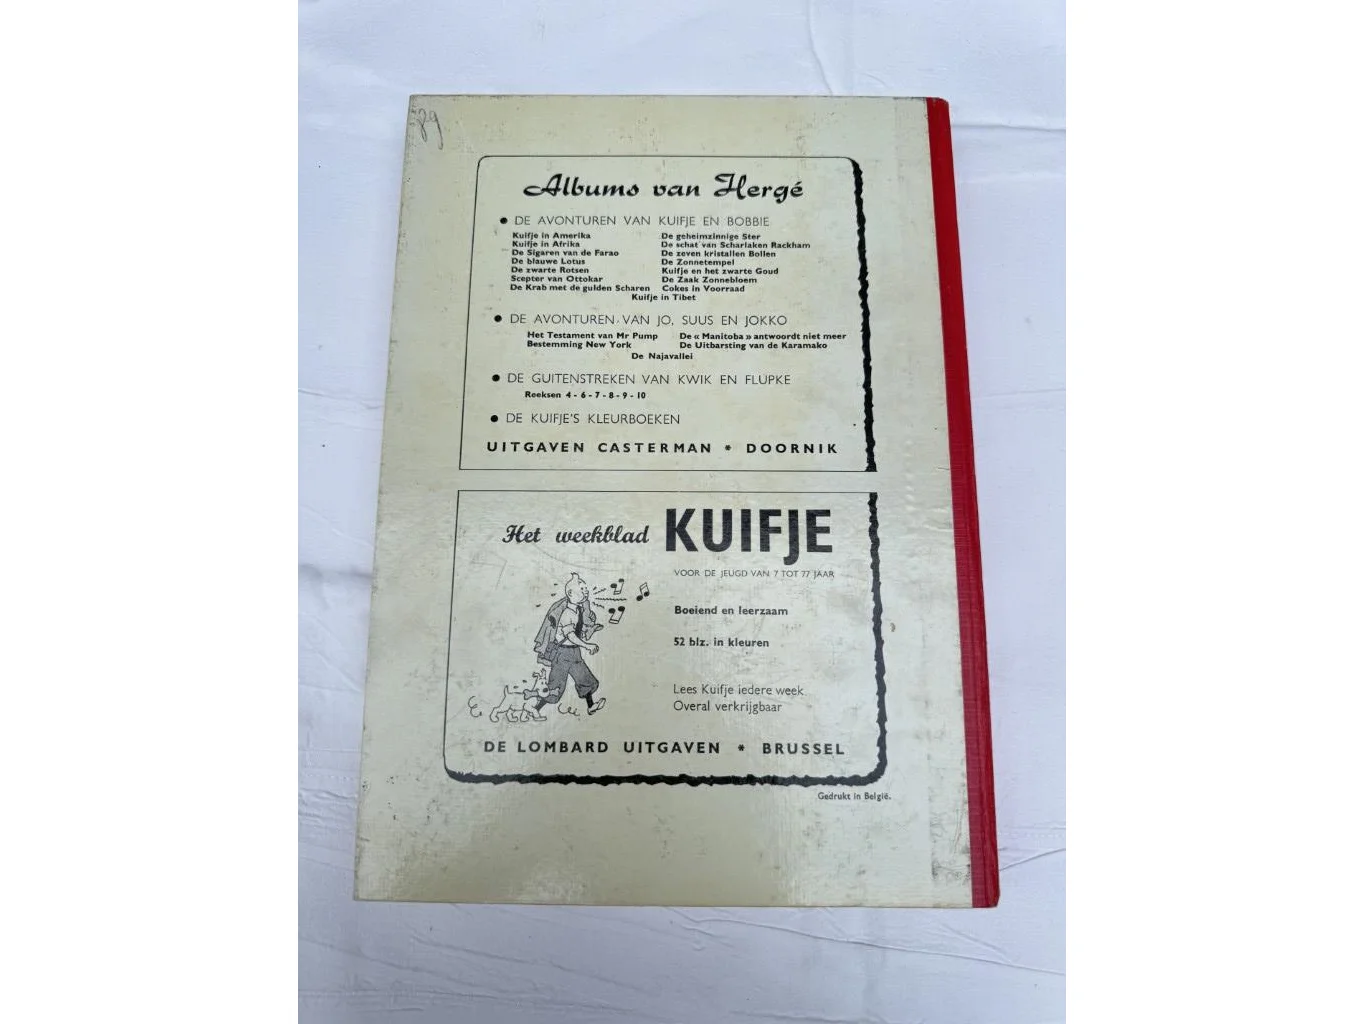 89
Albums van Hergé
• DE AVONTUREN VAN KUIFJE EN BOBBIE
Kuifje in Amerika De geheimzinnige Ster
Kuifje in Afrika De schat van Scharlaken Rackham
De Sigaren van de Farao De zeven kristallen Bollen
De blauwe Lotus De Zonnetempel
De zwarte Rotsen Kuifje en het zwarte Goud
Scepter van Ottokar De Zaak Zonnebloem
De Krab met de gulden Scharen Cokes in Voorraad
Kuifje in Tibet
• DE AVONTUREN VAN JO, SUUS EN JOKKO
Het Testament van Mr Pump De « Manitoba » antwoordt niet meer
Bestemming New York De Uitbarsting van de Karamako
De Najavallei
• DE GUITENSTREKEN VAN KWIK EN FLUPKE
Reeksen 4 - 6 - 7 - 8 - 9 - 10
• DE KUIFJE'S KLEURBOEKEN
UITGAVEN CASTERMAN * DOORNIK
Het weekblad KUIFJE
VOOR DE JEUGD VAN 7 TOT 77 JAAR
Boeiend en leerzaam
52 blz. in kleuren
Lees Kuifje iedere week
Overal verkrijgbaar
DE LOMBARD UITGAVEN * BRUSSEL
Gedrukt in België.